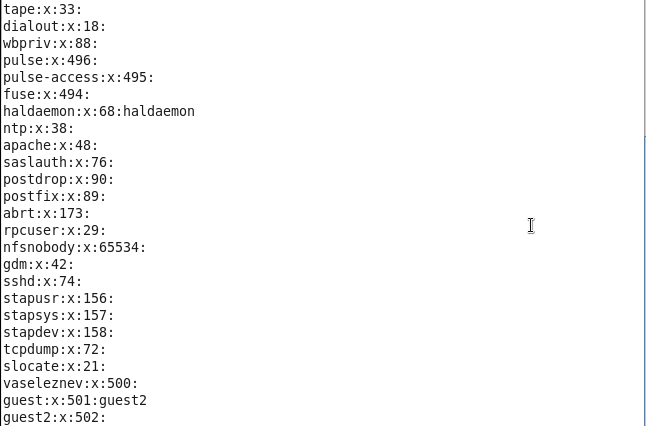 tape:x:33:
dialout:x:18:
wbpriv:x:88:
pulse:x:496:
pulse-access:x:495:
fuse:x:494:
haldaemon:x:68:haldaemon
ntp:x:38:
apache:x:48:
saslauth:x:76:
postdrop:x:90:
postfix:x:89:
abrt:x:173:
rpcuser:x:29:
nfsnobody:x:65534:
gdm:x:42:
sshd:x:74:
stapusr:x:156:
stapsys:x:157:
stapdev:x:158:
tcpdump:x:72:
slocate:x:21:
vaseleznev:x:500:
guest:x:501:guest2
guest2:x:502: